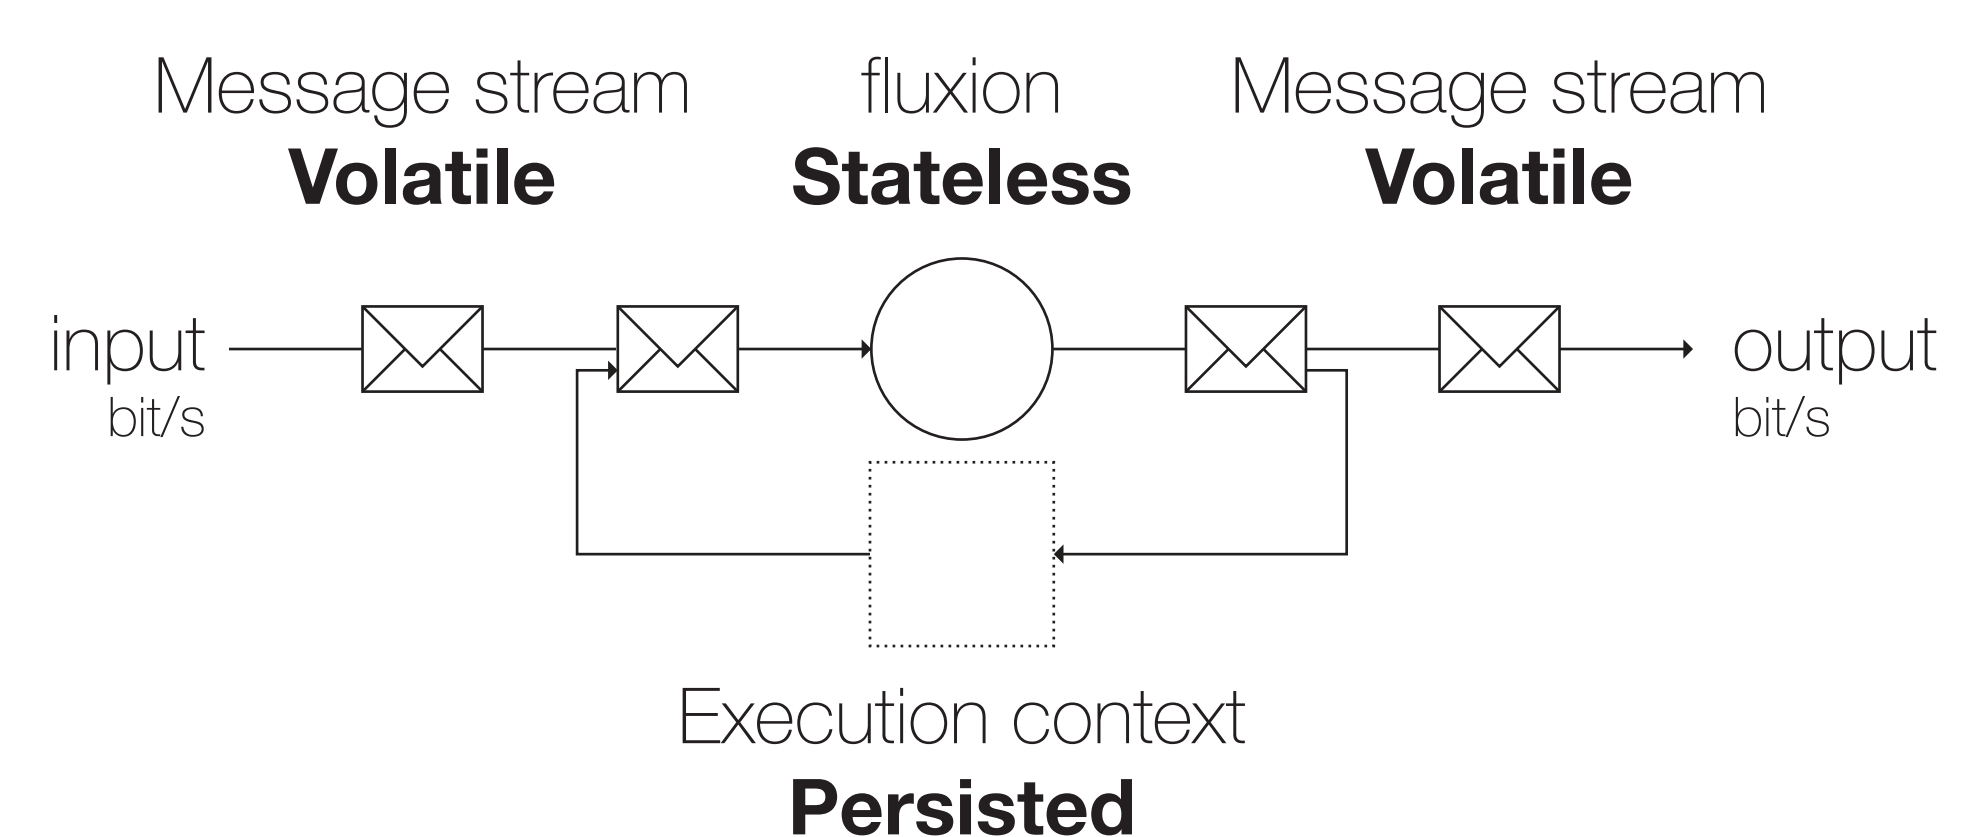 Message stream
Volatile
fluxion
Stateless
Message stream
Volatile
input
bit/s
output
bit/s
Execution context
Persisted